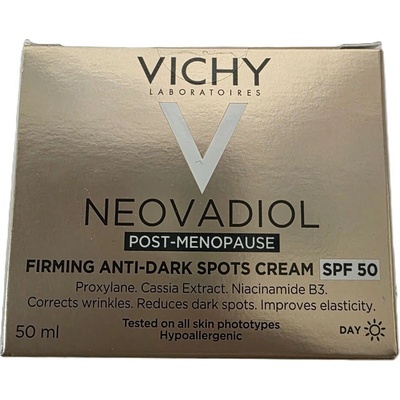 VICHY
LABORATOIRES
V
NEOVADIOL
POST-MENOPAUSE
FIRMING ANTI-DARK SPOTS CREAM SPF 50
Proxylane. Cassia Extract. Niacinamide B3.
Corrects wrinkles. Reduces dark spots. Improves elasticity.
50 ml
Tested on all skin phototypes
Hypoallergenic
DAY